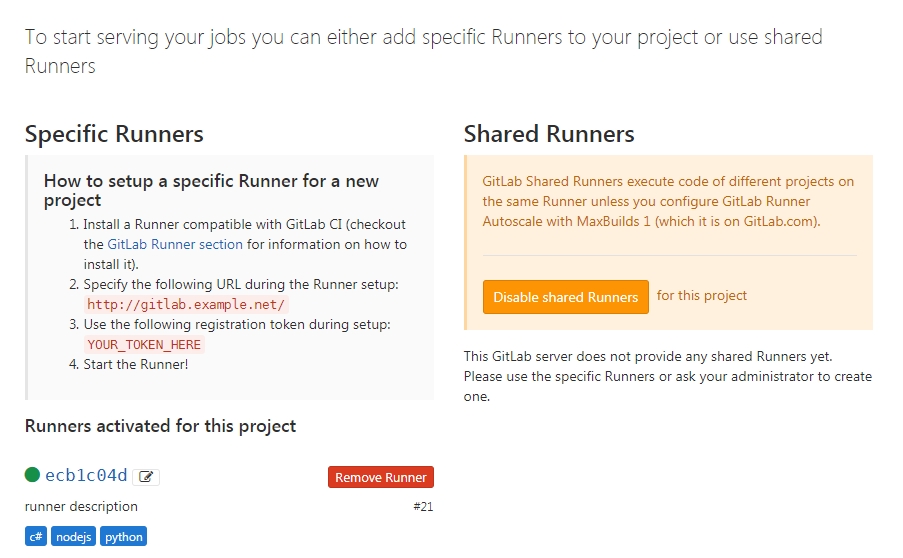 To start serving your jobs you can either add specific Runners to your project or use shared
Runners
Specific Runners
How to setup a specific Runner for a new
project
1. Install a Runner compatible with GitLab CI (checkout
the GitLab Runner section for information on how to
install it).
2. Specify the following URL during the Runner setup:
http://gitlab.example.net/
3. Use the following registration token during setup:
YOUR_TOKEN_HERE
4. Start the Runner!
Runners activated for this project
ecb1c04d
Remove Runner
runner description
#21
c# nodejs python
Shared Runners
GitLab Shared Runners execute code of different projects on
the same Runner unless you configure GitLab Runner
Autoscale with MaxBuilds 1 (which it is on GitLab.com).
Disable shared Runners for this project
This GitLab server does not provide any shared Runners yet.
Please use the specific Runners or ask your administrator to create
one.